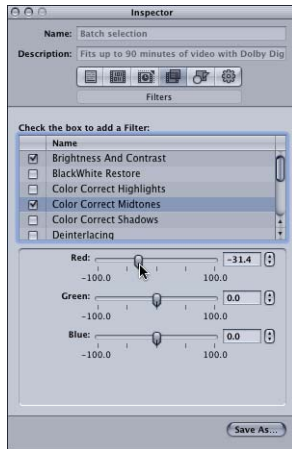 Inspector
Name: Batch selection
Description: Fits up to 90 minutes of video with Dolby Dig
Filters
Check the box to add a Filter:
Name
Brightness And Contrast
BlackWhite Restore
Color Correct Highlights
Color Correct Midtones
Color Correct Shadows
Deinterlacing
Red: -31.4
-100.0 100.0
Green: 0.0
-100.0 100.0
Blue: 0.0
-100.0 100.0
Save As...